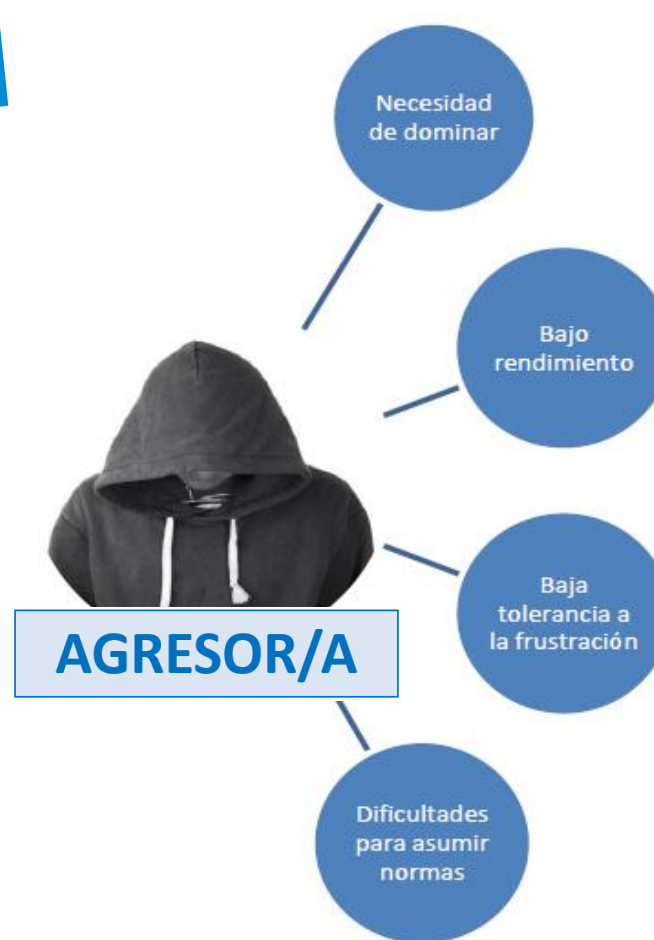 Necesidad
de dominar
Bajo
rendimiento
Baja
tolerancia a
la frustración
AGRESOR/A
Dificultades
para asumir
normas